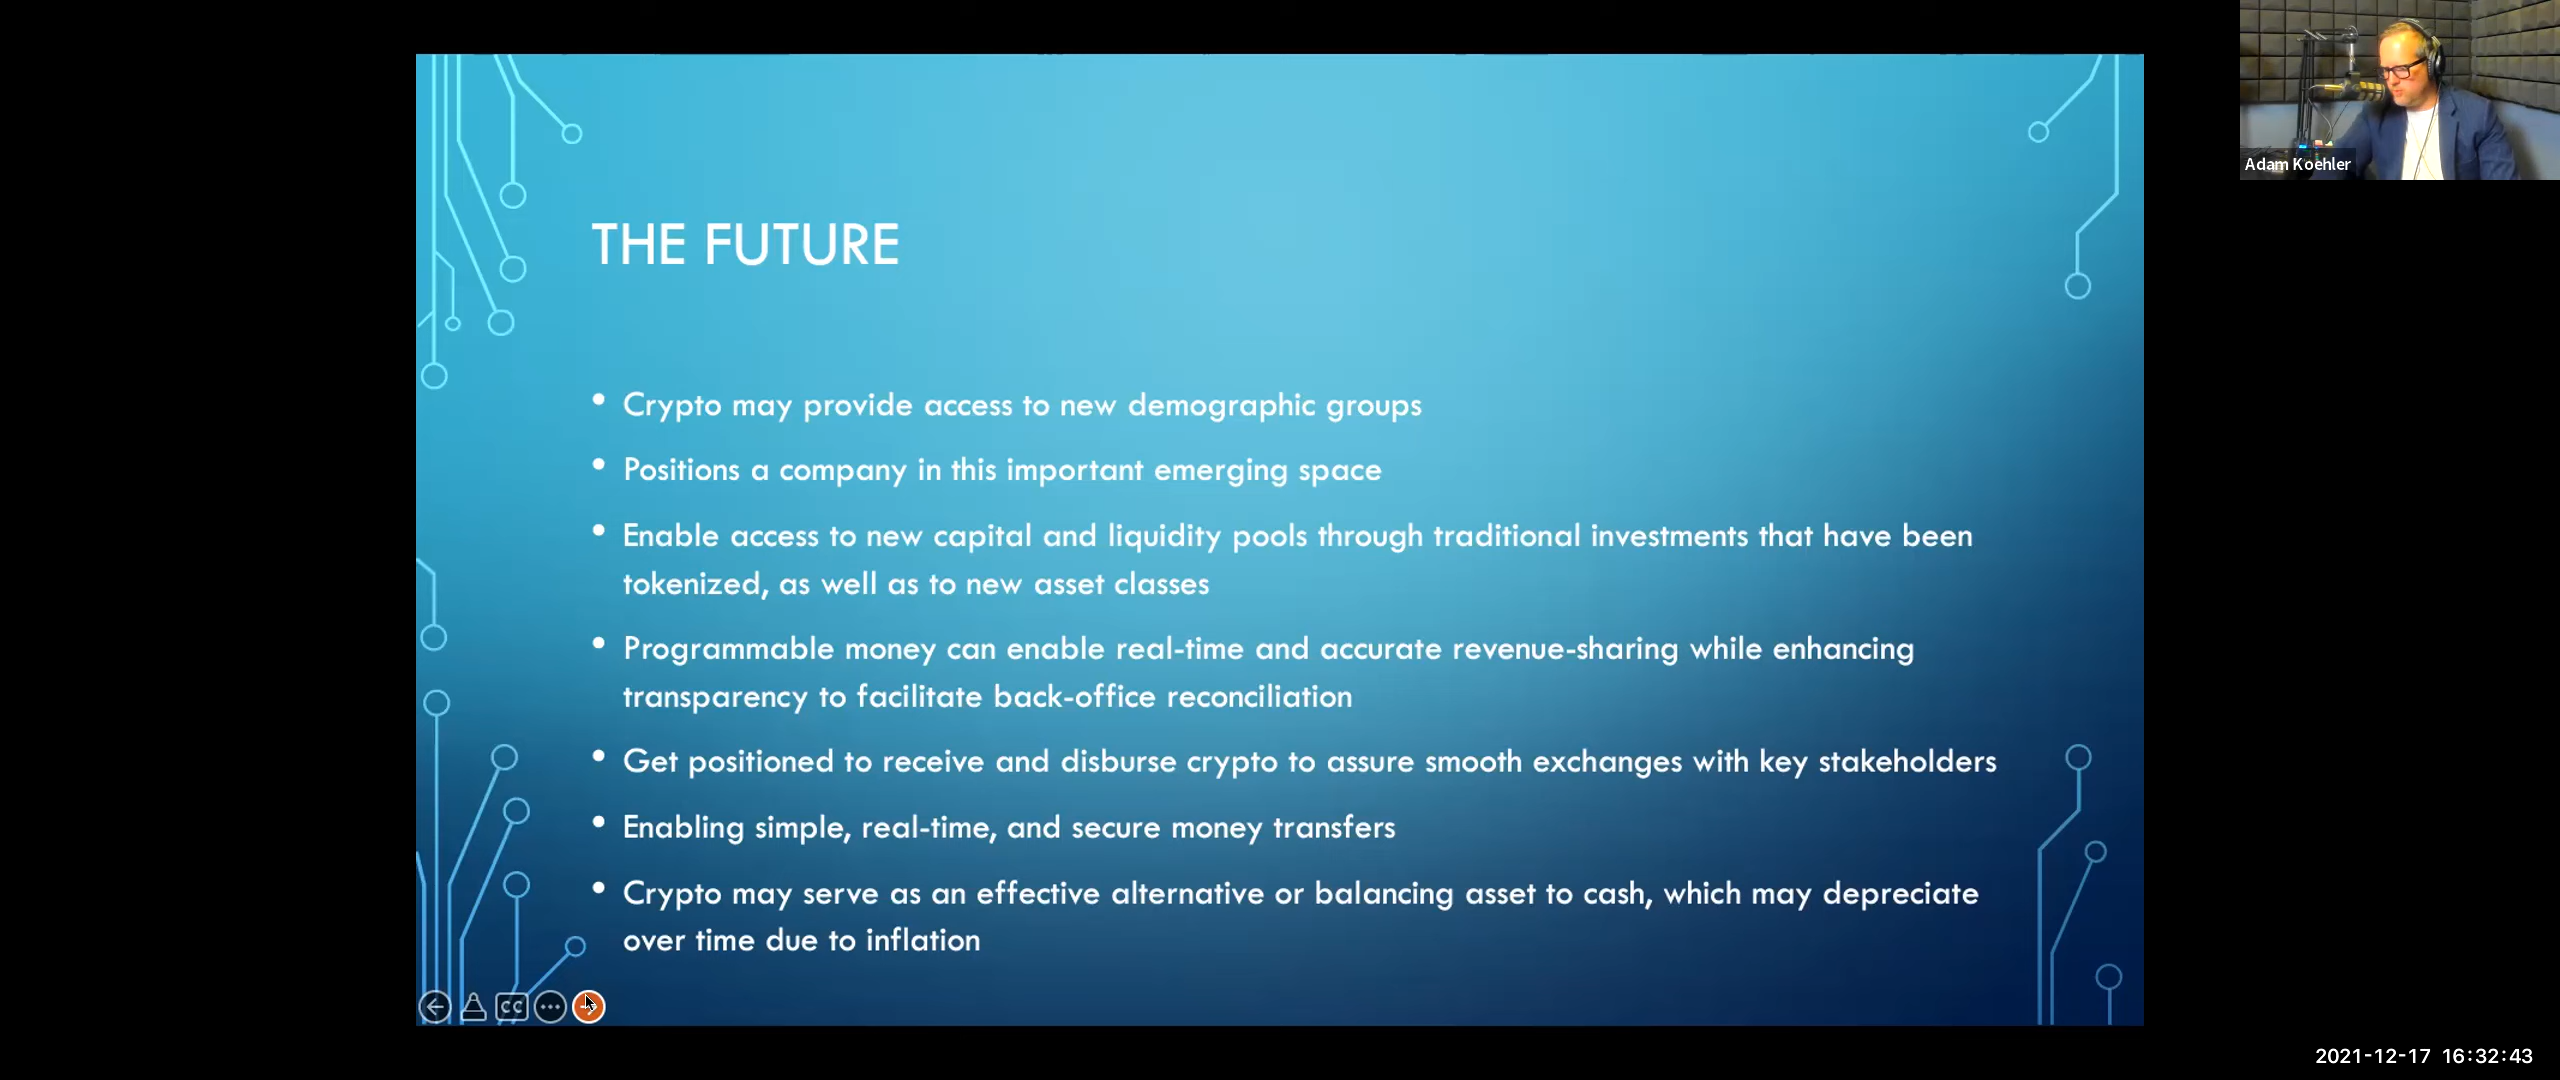 Adam Koehler
THE FUTURE
• Crypto may provide access to new demographic groups
• Positions a company in this important emerging space
• Enable access to new capital and liquidity pools through traditional investments that have been
tokenized, as well as to new asset classes
• Programmable money can enable real-time and accurate revenue-sharing while enhancing
transparency to facilitate back-office reconciliation
• Get positioned to receive and disburse crypto to assure smooth exchanges with key stakeholders
• Enabling simple, real-time, and secure money transfers
• Crypto may serve as an effective alternative or balancing asset to cash, which may depreciate
over time due to inflation
CC
2021-12-17 16:32:43